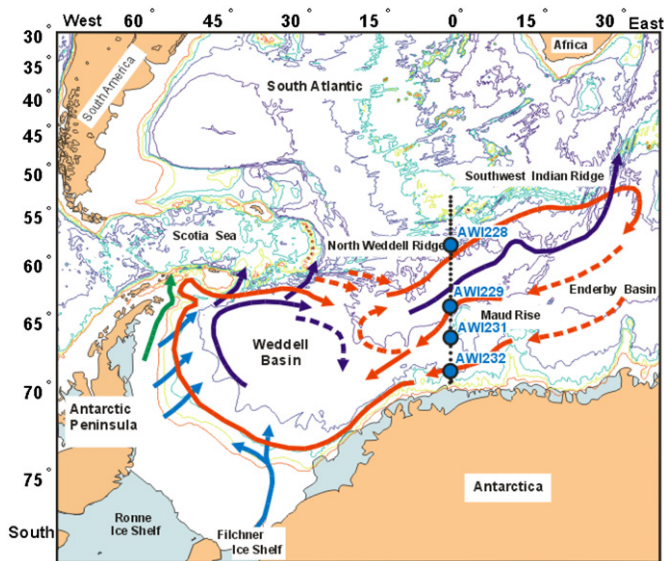 West 60° 45° 30° 15° 0° 15° 30° East
30°
35°
40°
45°
50°
55°
60°
65°
70°
75°
South
Africa
South America
South Atlantic
Southwest Indian Ridge
Scotia Sea
North Weddell Ridge
AWI228
Enderby Basin
AWI229
Maud Rise
AWI231
Weddell
Basin
AWI232
Antarctic
Peninsula
Antarctica
Ronne
Ice Shelf
Filchner
Ice Shelf